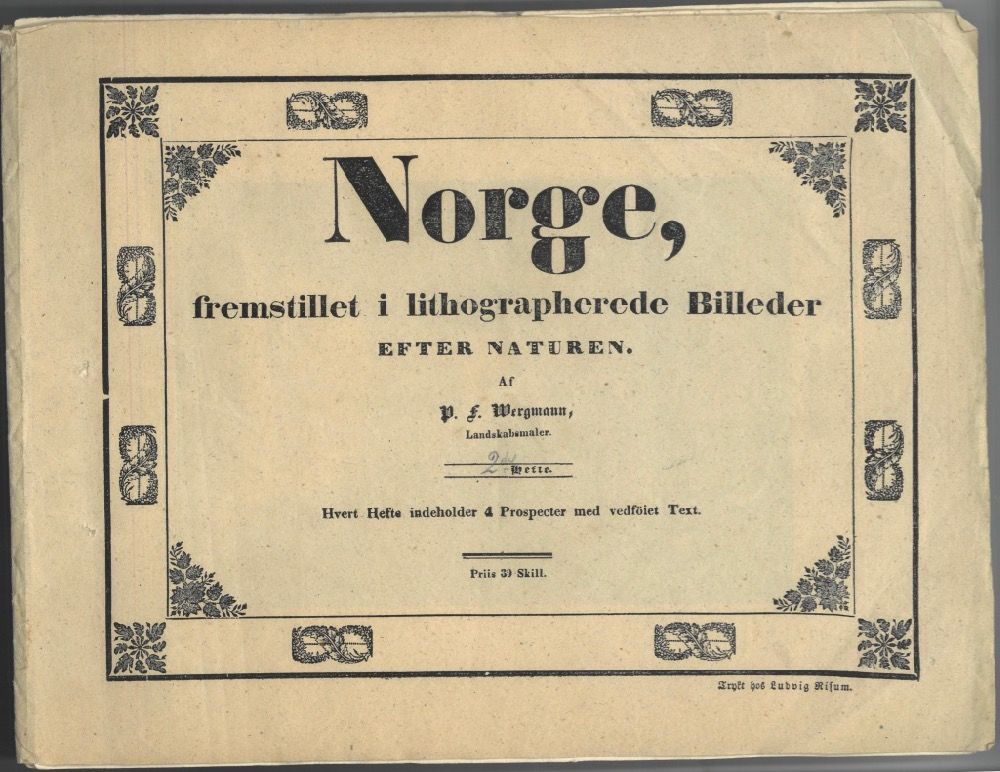 Norge,
fremstillet i lithographerede Billeder
EFTER NATUREN.
Af
P. F. Wergmann,
Landskabsmaler.
2det Hefte.
Hvert Hefte indeholder 4 Prospecter med vedföiet Text.
Priis 30 Skill.
Trykt hos Ludvig Risum.